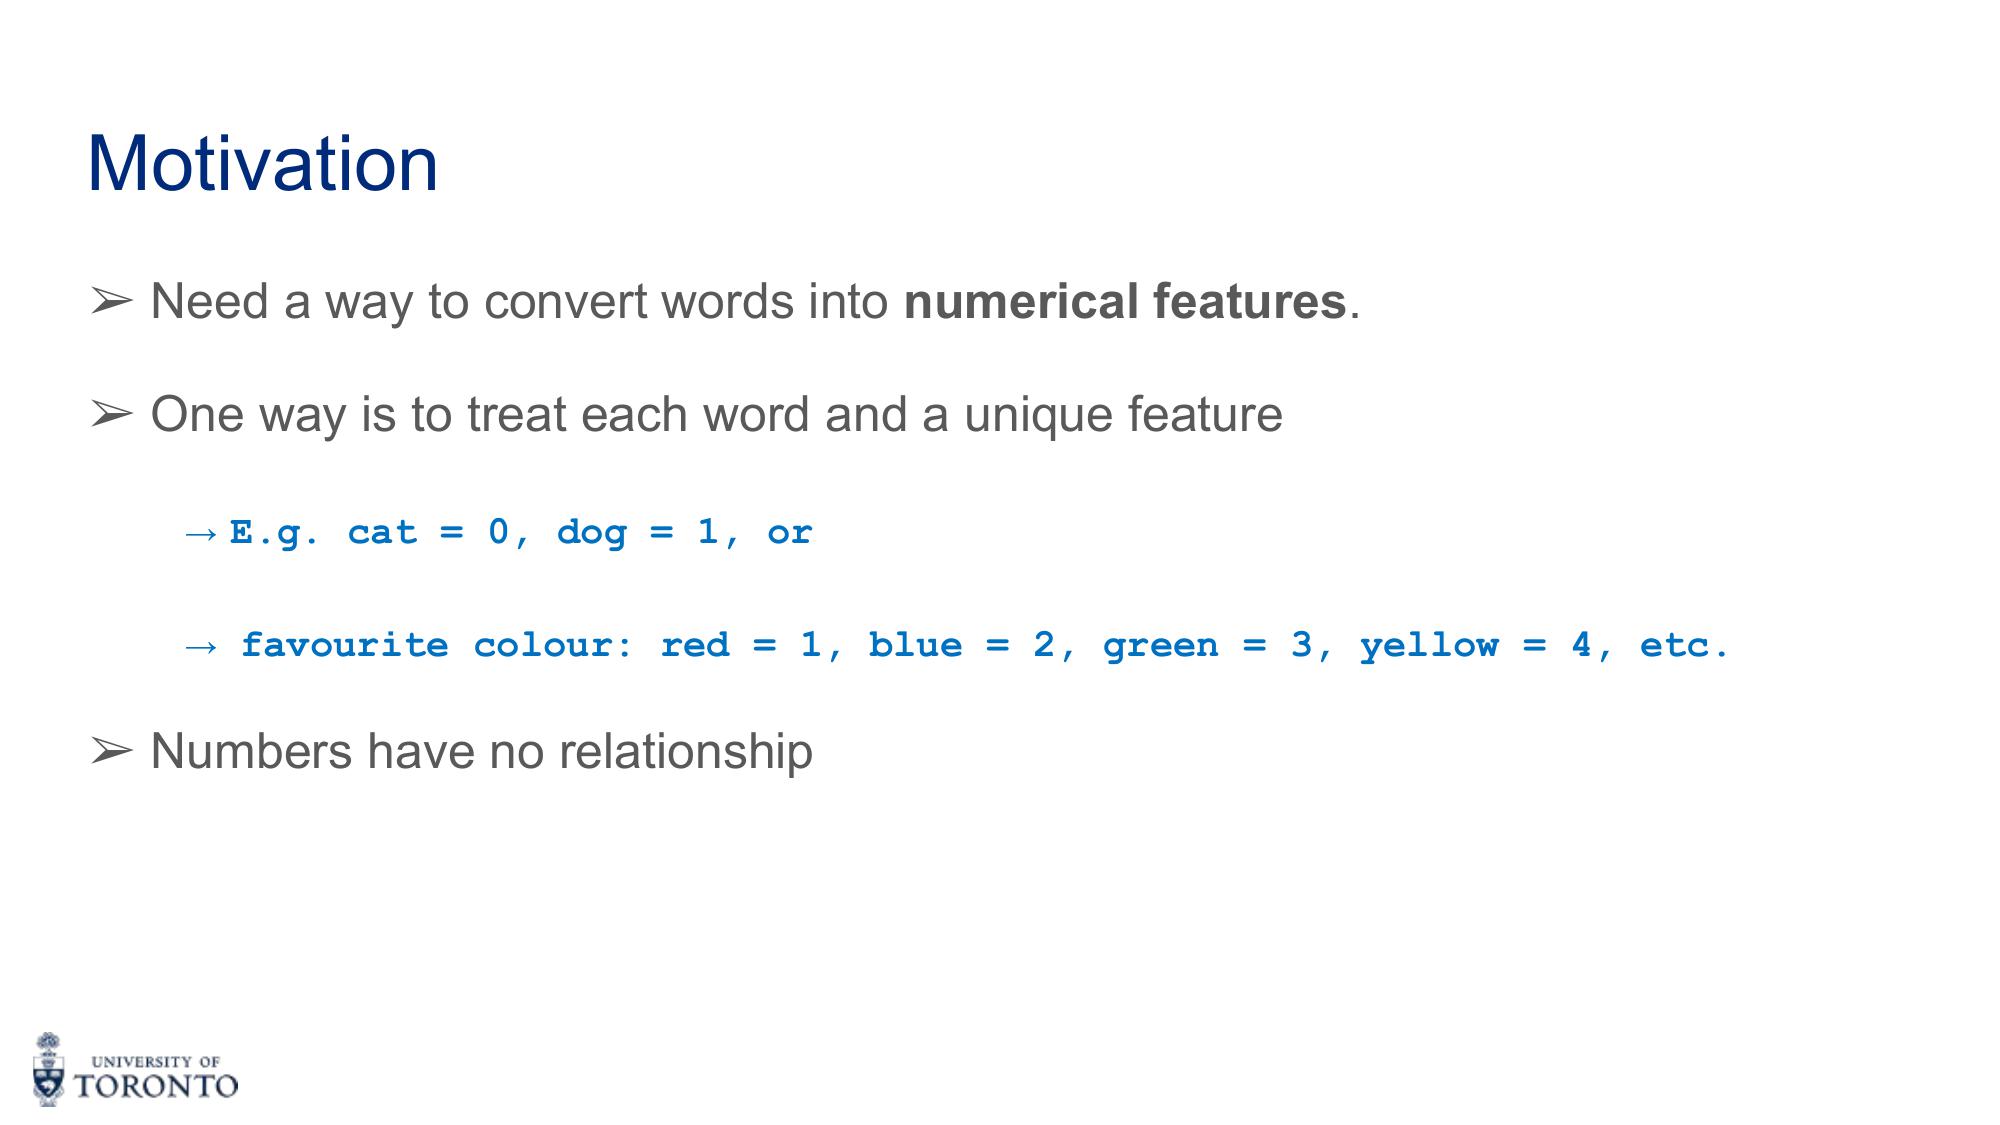 Motivation
➢ Need a way to convert words into numerical features.
➢ One way is to treat each word and a unique feature
→ E.g. cat = 0, dog = 1, or
→ favourite colour: red = 1, blue = 2, green = 3, yellow = 4, etc.
➢ Numbers have no relationship
UNIVERSITY OF
TORONTO